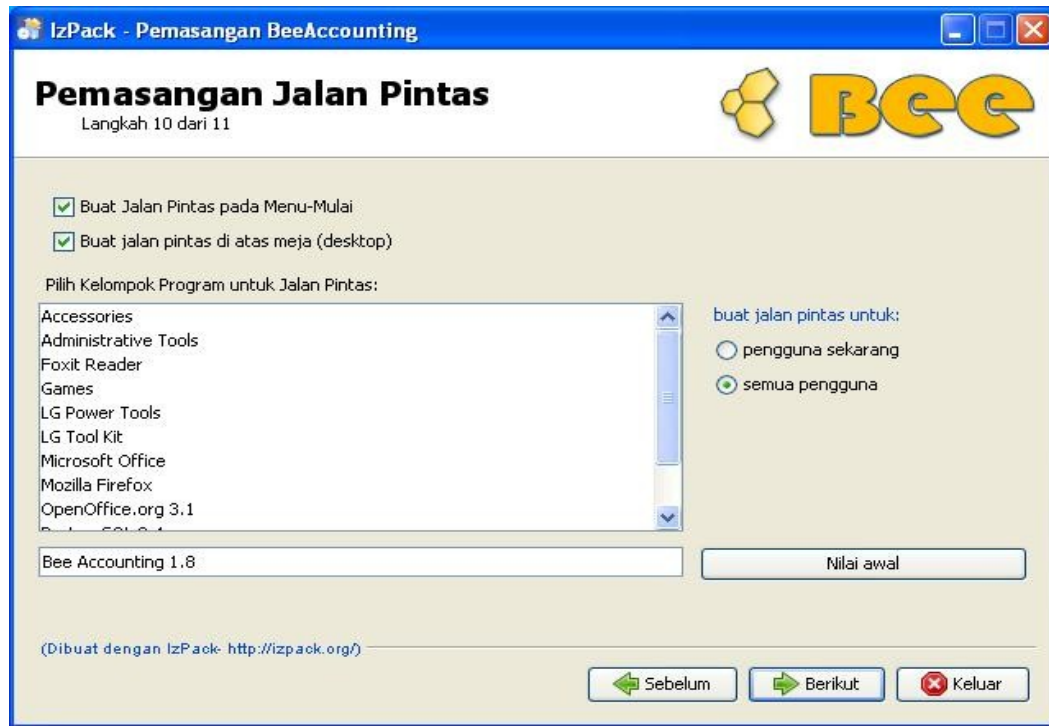 IzPack - Pemasangan BeeAccounting
Pemasangan Jalan Pintas
Langkah 10 dari 11
Bee
Buat Jalan Pintas pada Menu-Mulai
Buat jalan pintas di atas meja (desktop)
Pilih Kelompok Program untuk Jalan Pintas:
Accessories
Administrative Tools
Foxit Reader
Games
LG Power Tools
LG Tool Kit
Microsoft Office
Mozilla Firefox
OpenOffice.org 3.1
buat jalan pintas untuk:
pengguna sekarang
semua pengguna
Bee Accounting 1.8
Nilai awal
(Dibuat dengan IzPack- http://izpack.org/)
Sebelum
Berikut
Keluar